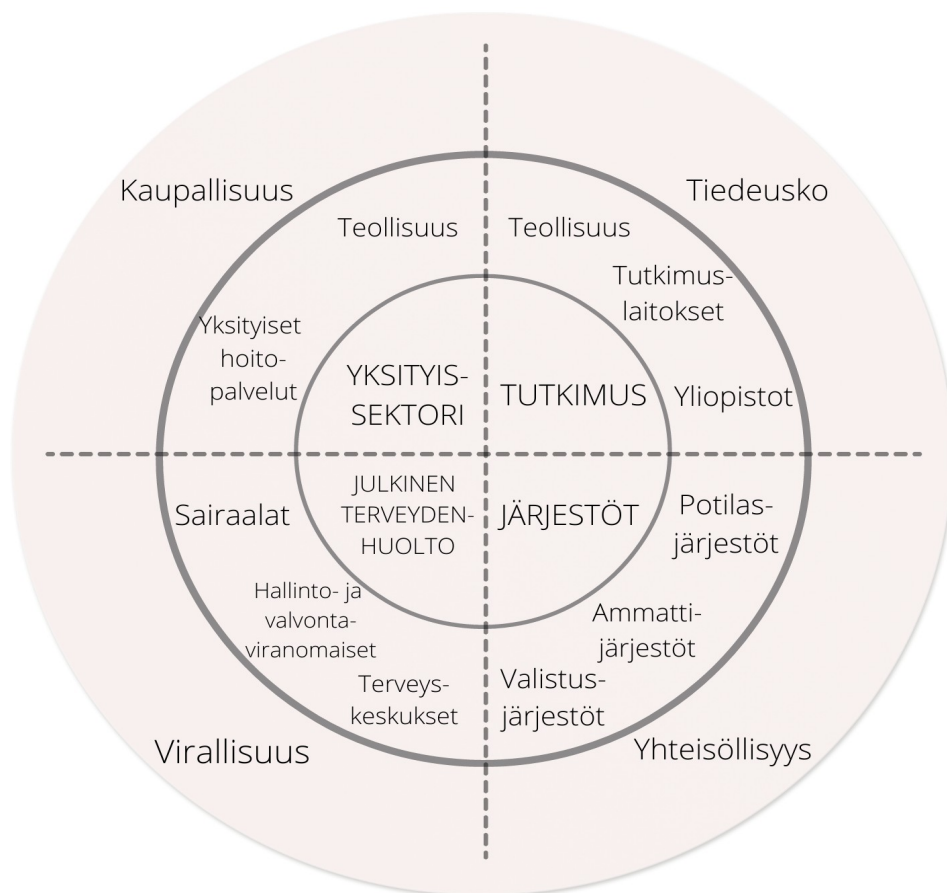 Kaupallisuus
Tiedeusko
Teollisuus
Teollisuus
Tutkimus-
laitokset
Yksityiset
hoito-
palvelut
YKSITYIS-
SEKTORI
TUTKIMUS
Yliopistot
JULKINEN
TERVEYDEN-
HUOLTO
JÄRJESTÖT
Sairaalat
Potilas-
järjestöt
Hallinto- ja
valvonta-
viranomaiset
Ammatti-
järjestöt
Terveys-
keskukset
Valistus-
järjestöt
Virallisuus
Yhteisöllisyys